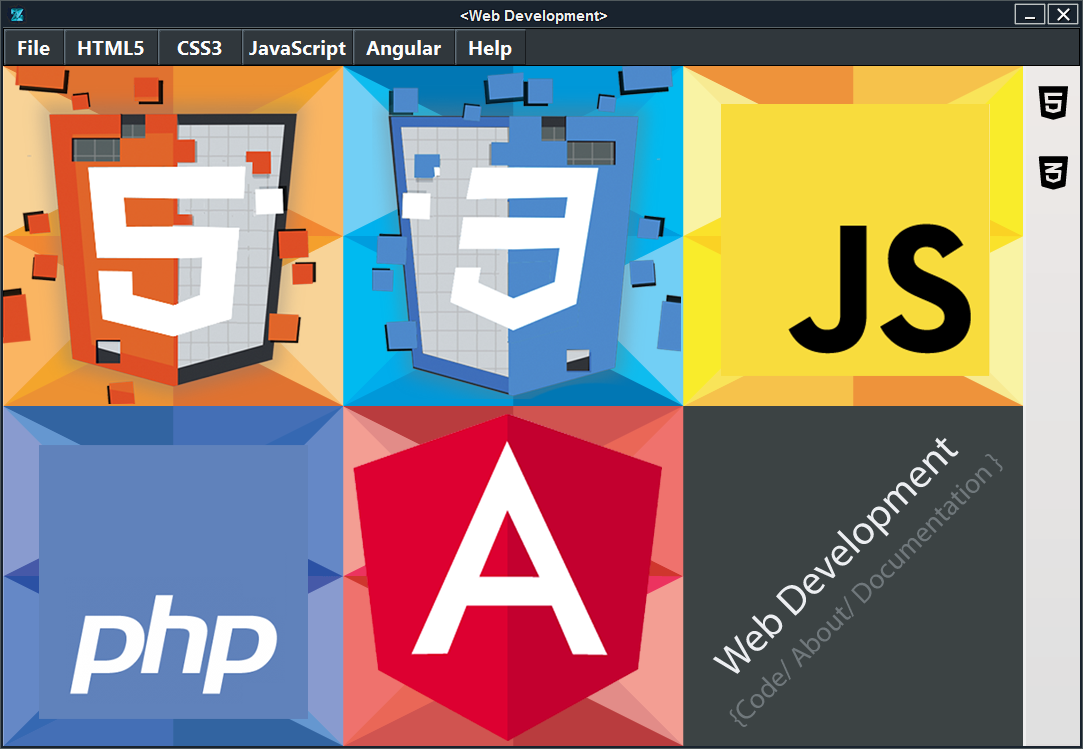 <Web Development>
File HTML5 CSS3 JavaScript Angular Help
5 3 JS
5
3
php A
Web Development
{Code/ About/ Documentation }